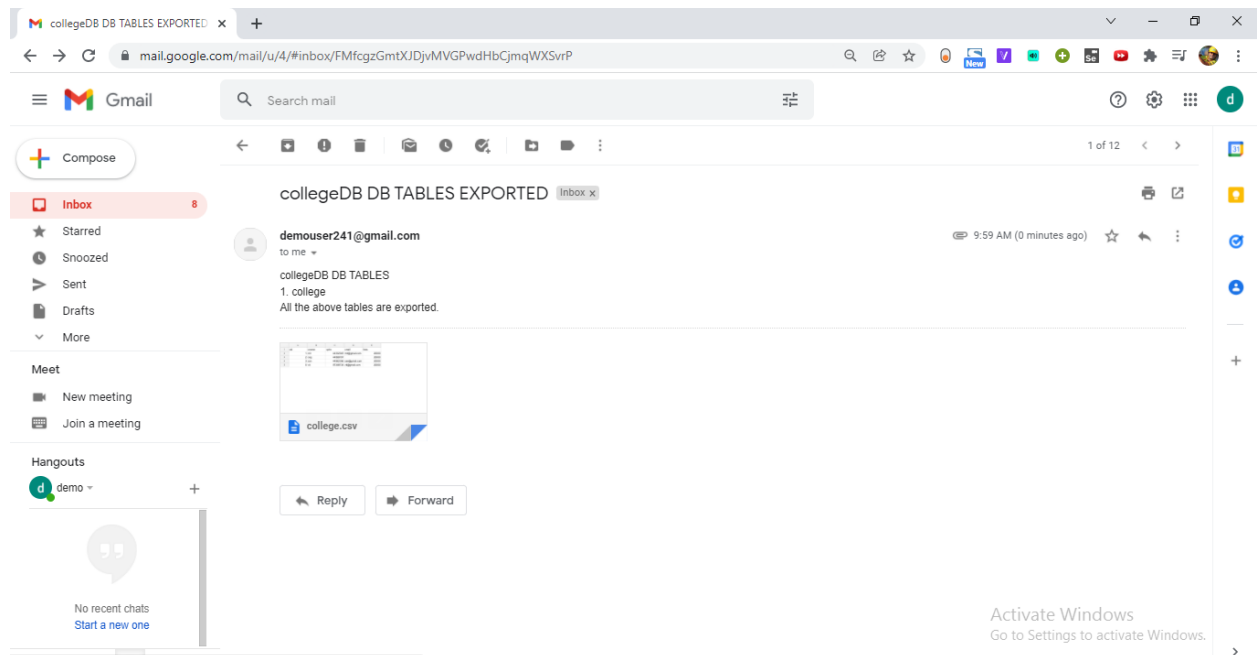 collegeDB DB TABLES EXPORTED
mail.google.com/mail/u/4/#inbox/FMfcgzGmtXJDjvMVGPwdHbCjmqWXSvrP
New
Se
Gmail
Search mail
d
Compose
1 of 12
31
Inbox 8
Starred
Snoozed
Sent
Drafts
More
Meet
New meeting
Join a meeting
Hangouts
d demo
No recent chats
Start a new one
collegeDB DB TABLES EXPORTED Inbox x
demouser241@gmail.com 9:59 AM (0 minutes ago)
to me
collegeDB DB TABLES
1. college
All the above tables are exported.
college.csv
Reply Forward
Activate Windows
Go to Settings to activate Windows.